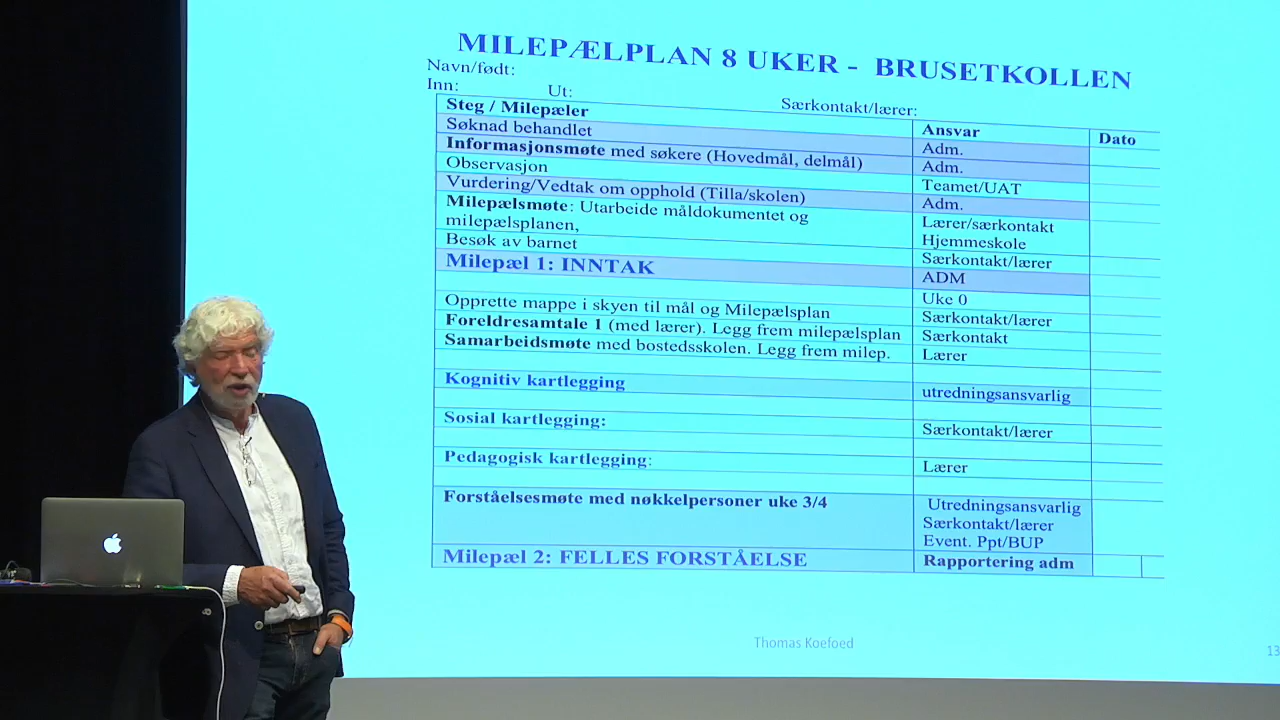 MILEPÆLPLAN 8 UKER - BRUSETKOLLEN
Navn/født:
Inn: Ut: Særkontakt/lærer:
Steg / Milepæler Ansvar Dato
Søknad behandlet Adm.
Informasjonsmøte med søkere (Hovedmål, delmål) Adm.
Observasjon Teamet/UAT
Vurdering/Vedtak om opphold (Tilla/skolen) Adm.
Milepælsmøte: Utarbeide måldokumentet og Lærer/særkontakt
milepælsplanen, Hjemmeskole
Besøk av barnet Særkontakt/lærer
Milepæl 1: INNTAK ADM
Uke 0
Opprette mappe i skyen til mål og Milepælsplan Særkontakt/lærer
Foreldresamtale 1 (med lærer). Legg frem milepælsplan Særkontakt
Samarbeidsmøte med bostedsskolen. Legg frem milep. Lærer
Kognitiv kartlegging utredningsansvarlig
Sosial kartlegging: Særkontakt/lærer
Pedagogisk kartlegging: Lærer
Forståelsesmøte med nøkkelpersoner uke 3/4 Utredningsansvarlig
Særkontakt/lærer
Event. Ppt/BUP
Milepæl 2: FELLES FORSTÅELSE Rapportering adm
Thomas Koefoed
13